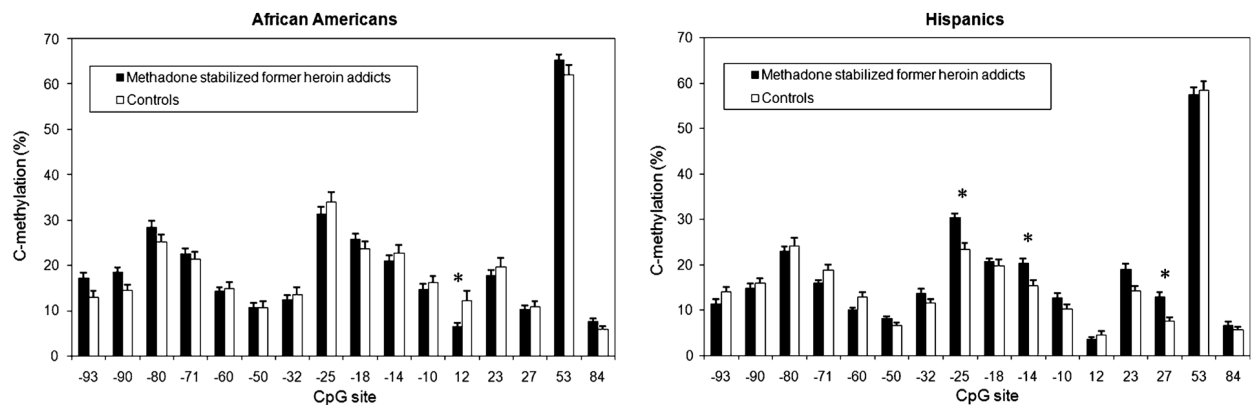 African Americans
70
60
50
40
30
20
10
0
C-methylation (%)
Methadone stabilized former heroin addicts
Controls
*
-93 -90 -80 -71 -60 -50 -32 -25 -18 -14 -10 12 23 27 53 84
CpG site
Hispanics
70
60
50
40
30
20
10
0
C-methylation (%)
Methadone stabilized former heroin addicts
Controls
*
*
*
-93 -90 -80 -71 -60 -50 -32 -25 -18 -14 -10 12 23 27 53 84
CpG site